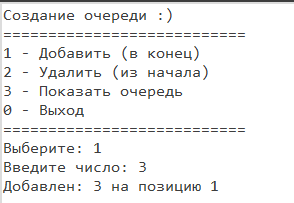 Создание очереди :)
===========================
1 - Добавить (в конец)
2 - Удалить (из начала)
3 - Показать очередь
0 - Выход
===========================
Выберите: 1
Введите число: 3
Добавлен: 3 на позицию 1